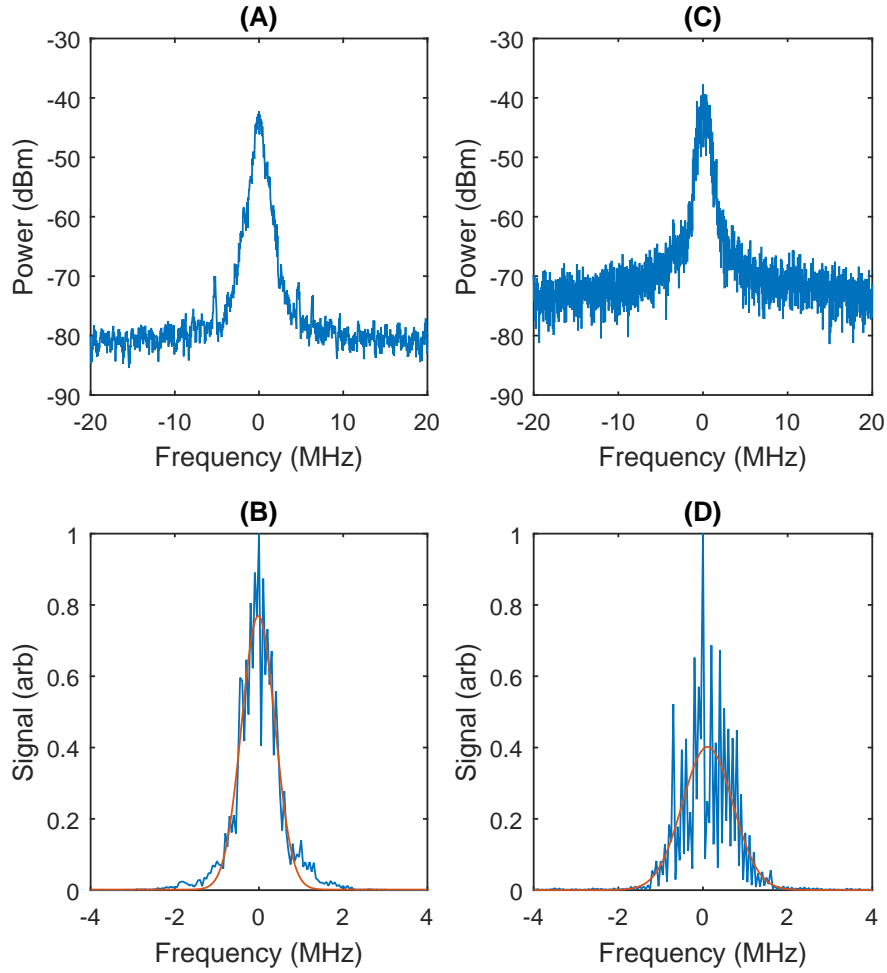 (A)
-30
-40
-50
-60
-70
-80
-90
Power (dBm)
-20 -10 0 10 20
Frequency (MHz)
(C)
-30
-40
-50
-60
-70
-80
-90
Power (dBm)
-20 -10 0 10 20
Frequency (MHz)
(B)
1
0.8
0.6
0.4
0.2
0
Signal (arb)
-4 -2 0 2 4
Frequency (MHz)
(D)
1
0.8
0.6
0.4
0.2
0
Signal (arb)
-4 -2 0 2 4
Frequency (MHz)